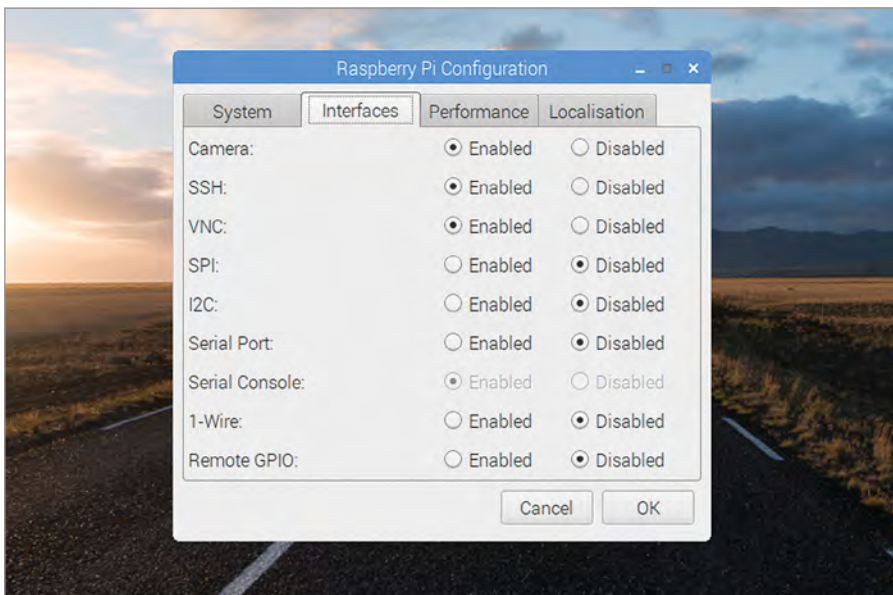 Raspberry Pi Configuration
System Interfaces Performance Localisation
Camera: Enabled Disabled
SSH: Enabled Disabled
VNC: Enabled Disabled
SPI: Enabled Disabled
I2C: Enabled Disabled
Serial Port: Enabled Disabled
Serial Console: Enabled Disabled
1-Wire: Enabled Disabled
Remote GPIO: Enabled Disabled
Cancel OK